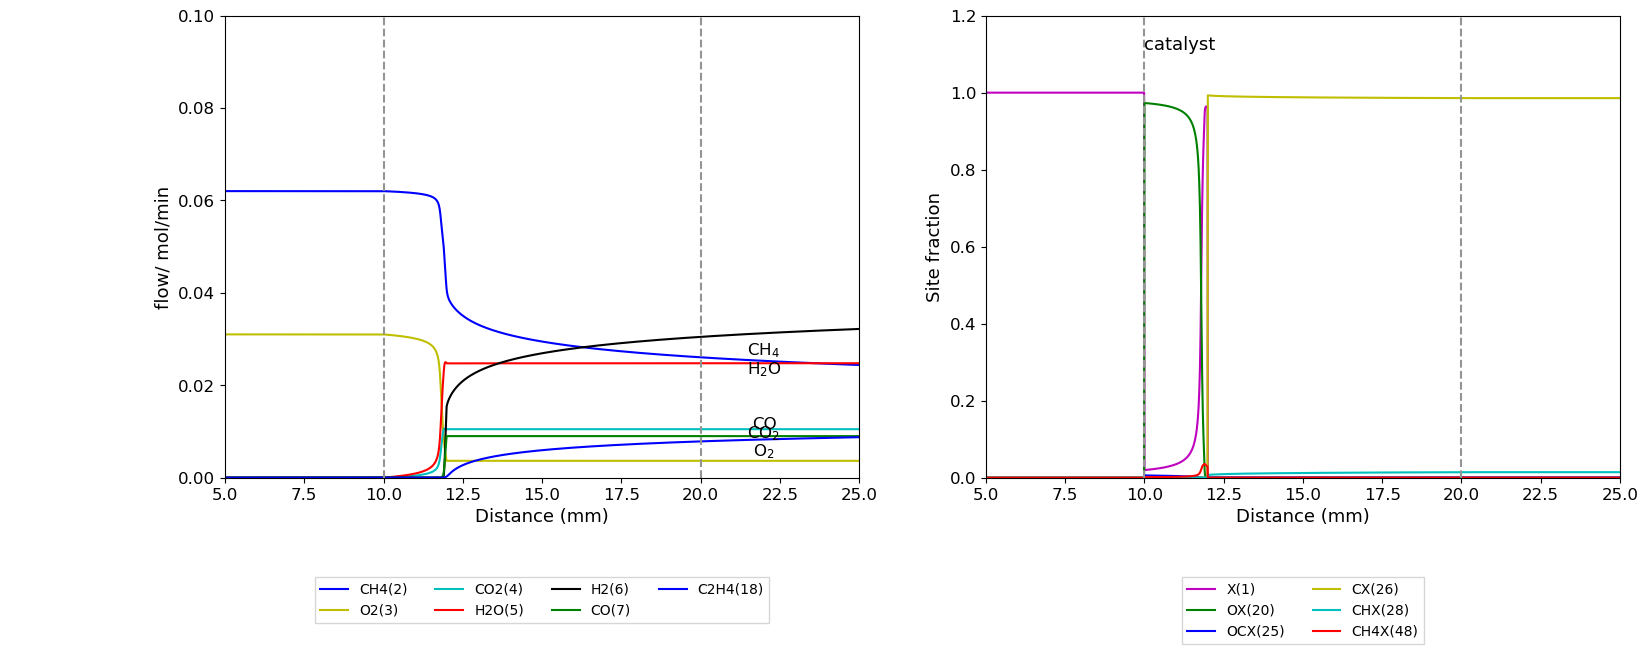 0.10
0.08
0.06
0.04
0.02
0.00
flow/ mol/min
CH4
H2O
CO
CO2
O2
5.0 7.5 10.0 12.5 15.0 17.5 20.0 22.5 25.0
Distance (mm)
CH4(2) CO2(4) H2(6) C2H4(18)
O2(3) H2O(5) CO(7)
1.2
1.0
0.8
0.6
0.4
0.2
0.0
Site fraction
catalyst
5.0 7.5 10.0 12.5 15.0 17.5 20.0 22.5 25.0
Distance (mm)
X(1) CX(26)
OX(20) CHX(28)
OCX(25) CH4X(48)